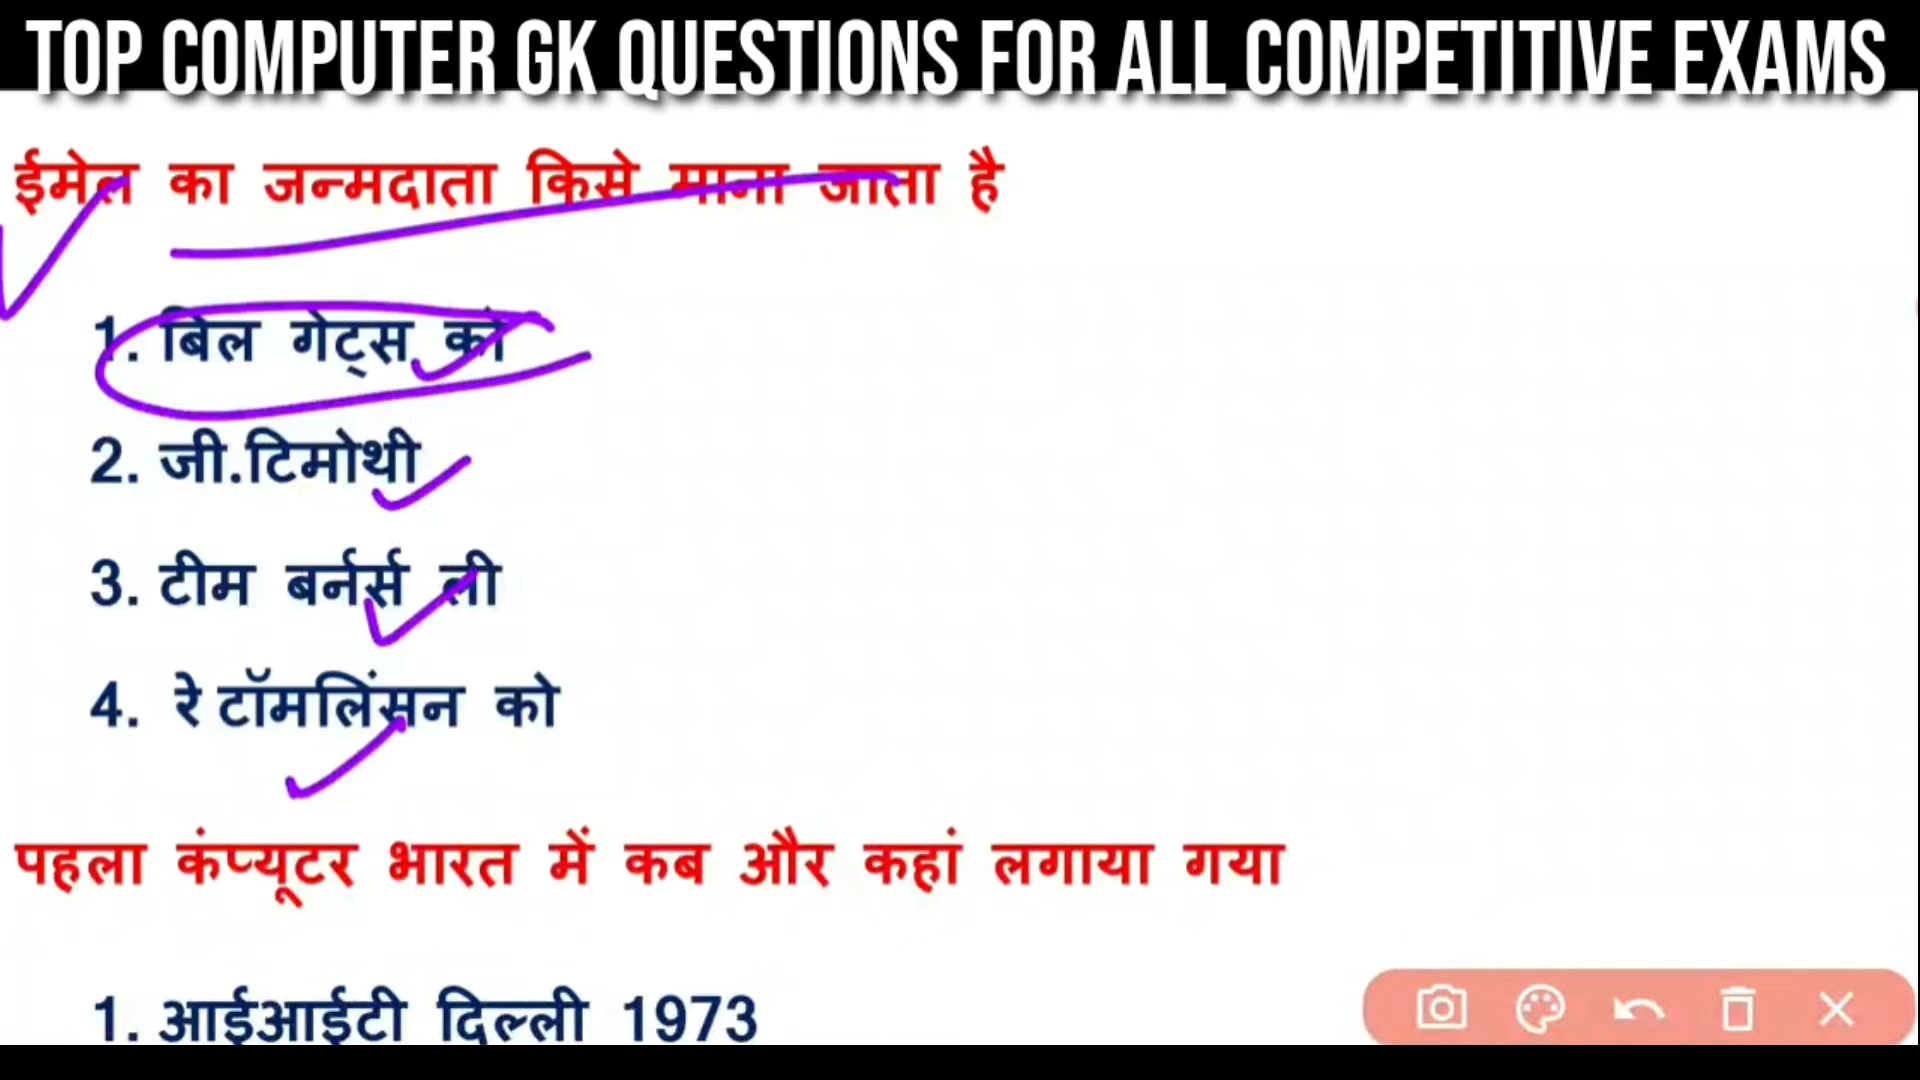 TOP COMPUTER GK QUESTIONS FOR ALL COMPETITIVE EXAMS
ईमेल का जन्मदाता किसे माना जाता है
1. बिल गेट्स को
2. जी.टिमोथी
3. टीम बर्नर्स ली
4. रे टॉमलिंसन को
पहला कंप्यूटर भारत में कब और कहां लगाया गया
1. आईआईटी दिल्ली 1973